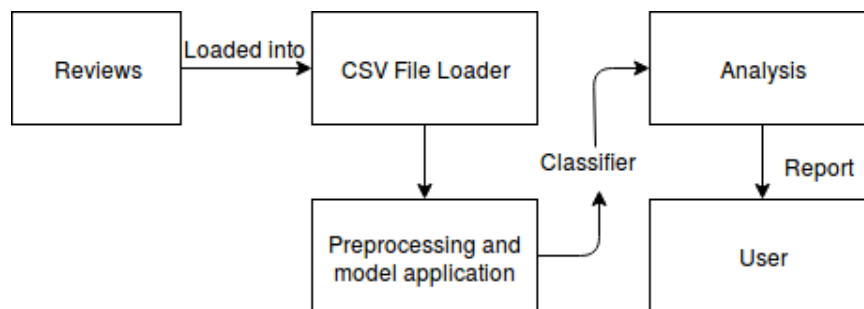 Reviews
Loaded into
CSV File Loader
Analysis
Classifier
Report
Preprocessing and
model application
User